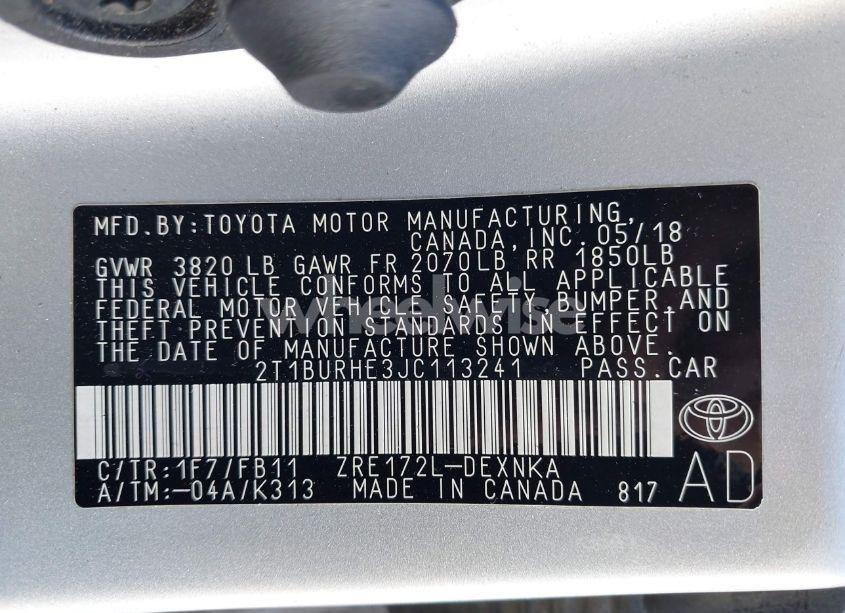 MFD.BY:TOYOTA MOTOR MANUFACTURING,
CANADA,INC. 05/18
GVWR 3820 LB GAWR FR 2070LB RR 1850LB
THIS VEHICLE CONFORMS TO ALL APPLICABLE
FEDERAL MOTOR VEHICLE SAFETY,BUMPER,AND
THEFT PREVENTION STANDARDS IN EFFECT ON
THE DATE OF MANUFACTURE SHOWN ABOVE.
2T1BURHE3JC113241 PASS.CAR
C/TR:1F7/FB11 ZRE172L-DEXNKA
A/TM:-04A/K313 MADE IN CANADA 817 AD
wheelwise